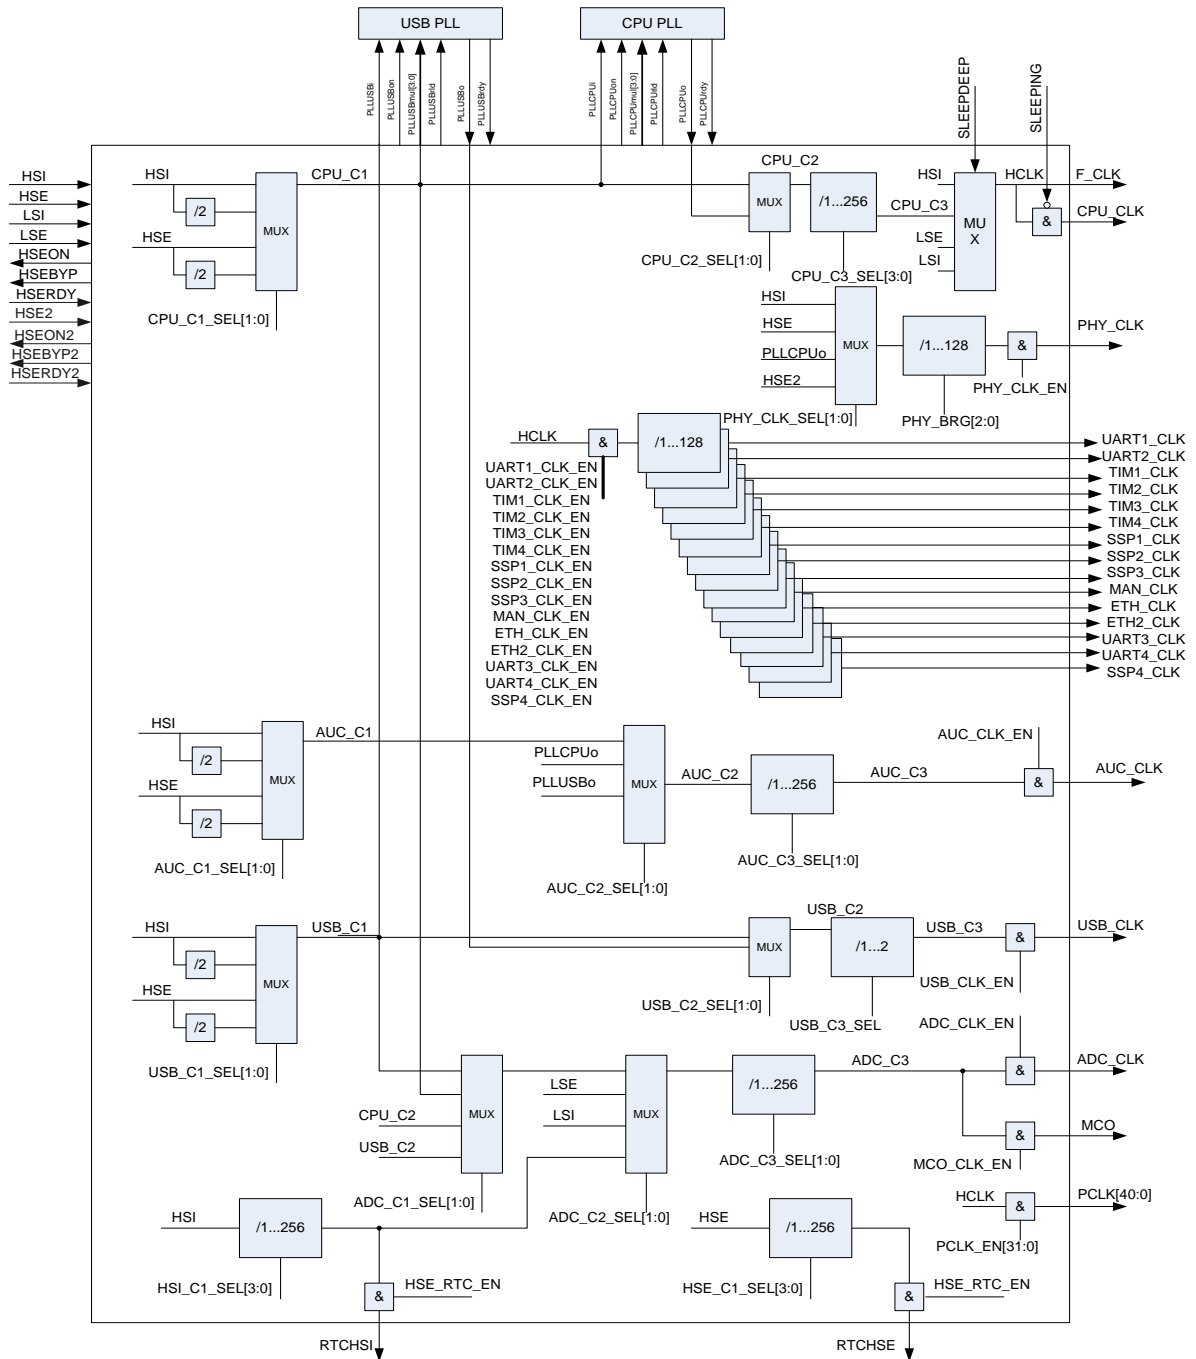 USB PLL
CPU PLL
PLLUSBi
PLLUSBon
PLLUSBmul[3:0]
PLLUSBrld
PLLUSBo
PLLUSBrdy
PLLCPUi
PLLCPUon
PLLCPUmul[3:0]
PLLCPUrld
PLLCPUo
PLLCPUrdy
SLEEPDEEP
SLEEPING
HSI
HSE
LSI
LSE
HSEON
HSEBYP
HSERDY
HSE2
HSEON2
HSEBYP2
HSERDY2
HSI
/2
HSE
/2
MUX
CPU_C1
CPU_C1_SEL[1:0]
CPU_C2
MUX
CPU_C2_SEL[1:0]
/1...256
CPU_C3
CPU_C3_SEL[3:0]
HSI
LSE
LSI
MU
X
HCLK
&
F_CLK
CPU_CLK
HSI
HSE
PLLCPUo
HSE2
MUX
PHY_CLK_SEL[1:0]
/1...128
PHY_BRG[2:0]
&
PHY_CLK_EN
PHY_CLK
HCLK
&
/1...128
UART1_CLK_EN
UART2_CLK_EN
TIM1_CLK_EN
TIM2_CLK_EN
TIM3_CLK_EN
TIM4_CLK_EN
SSP1_CLK_EN
SSP2_CLK_EN
SSP3_CLK_EN
MAN_CLK_EN
ETH_CLK_EN
ETH2_CLK_EN
UART3_CLK_EN
UART4_CLK_EN
SSP4_CLK_EN
UART1_CLK
UART2_CLK
TIM1_CLK
TIM2_CLK
TIM3_CLK
TIM4_CLK
SSP1_CLK
SSP2_CLK
SSP3_CLK
MAN_CLK
ETH_CLK
ETH2_CLK
UART3_CLK
UART4_CLK
SSP4_CLK
HSI
/2
HSE
/2
MUX
AUC_C1
AUC_C1_SEL[1:0]
PLLCPUo
PLLUSBo
MUX
AUC_C2_SEL[1:0]
AUC_C2
/1...256
AUC_C3_SEL[1:0]
AUC_C3
AUC_CLK_EN
&
AUC_CLK
HSI
/2
HSE
/2
MUX
USB_C1
USB_C1_SEL[1:0]
MUX
USB_C2_SEL[1:0]
USB_C2
/1...2
USB_C3_SEL
USB_C3
&
USB_CLK_EN
USB_CLK
CPU_C2
USB_C2
MUX
ADC_C1_SEL[1:0]
LSE
LSI
MUX
ADC_C2_SEL[1:0]
/1...256
ADC_C3_SEL[1:0]
ADC_C3
ADC_CLK_EN
&
ADC_CLK
&
MCO_CLK_EN
MCO
HCLK
&
PCLK_EN[31:0]
PCLK[40:0]
HSI
/1...256
HSI_C1_SEL[3:0]
&
HSE_RTC_EN
RTCHSI
HSE
/1...256
HSE_C1_SEL[3:0]
&
HSE_RTC_EN
RTCHSE